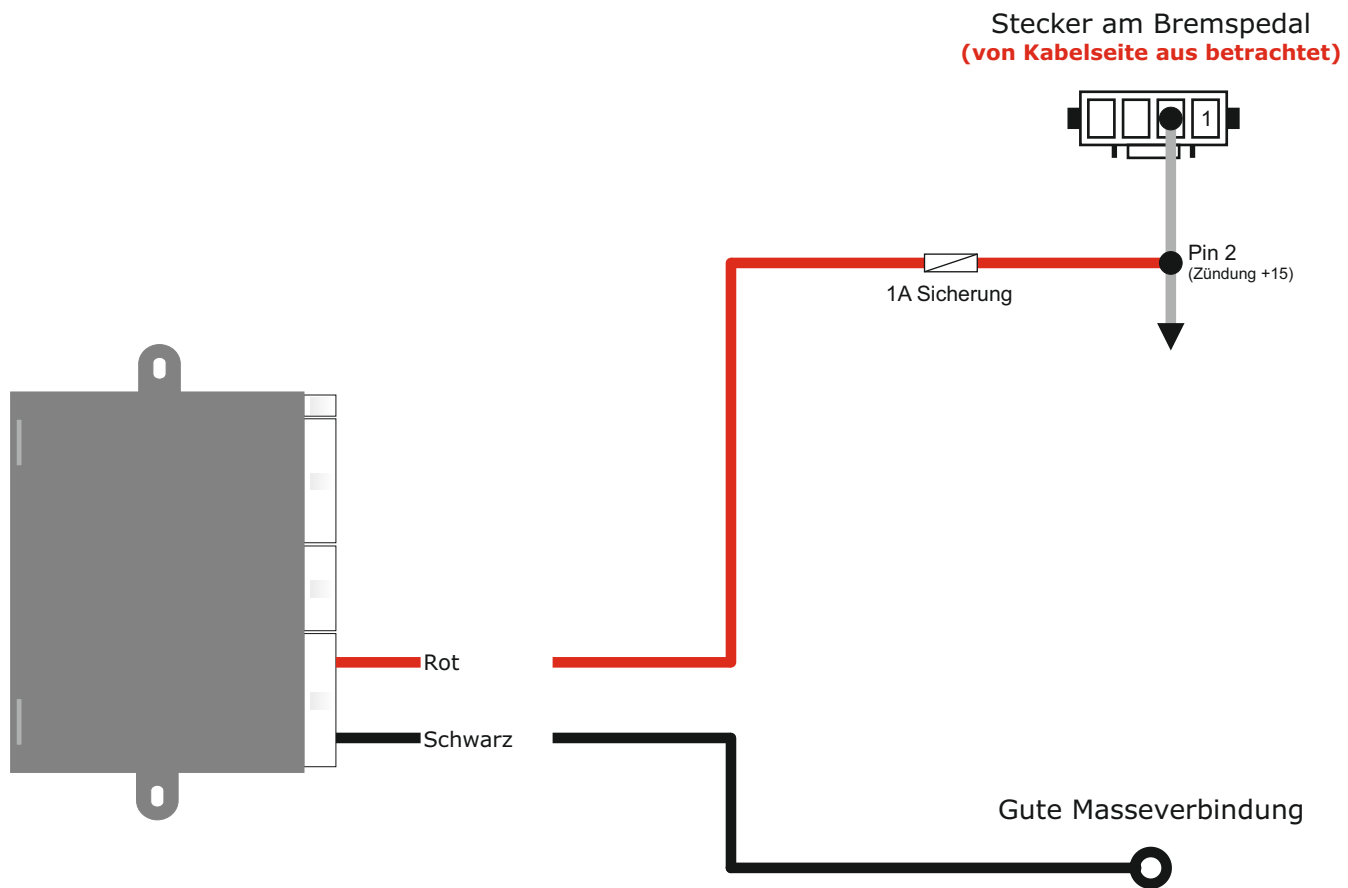 Stecker am Bremspedal
(von Kabelseite aus betrachtet)
1
Pin 2
(Zündung +15)
1A Sicherung
Rot
Schwarz
Gute Masseverbindung